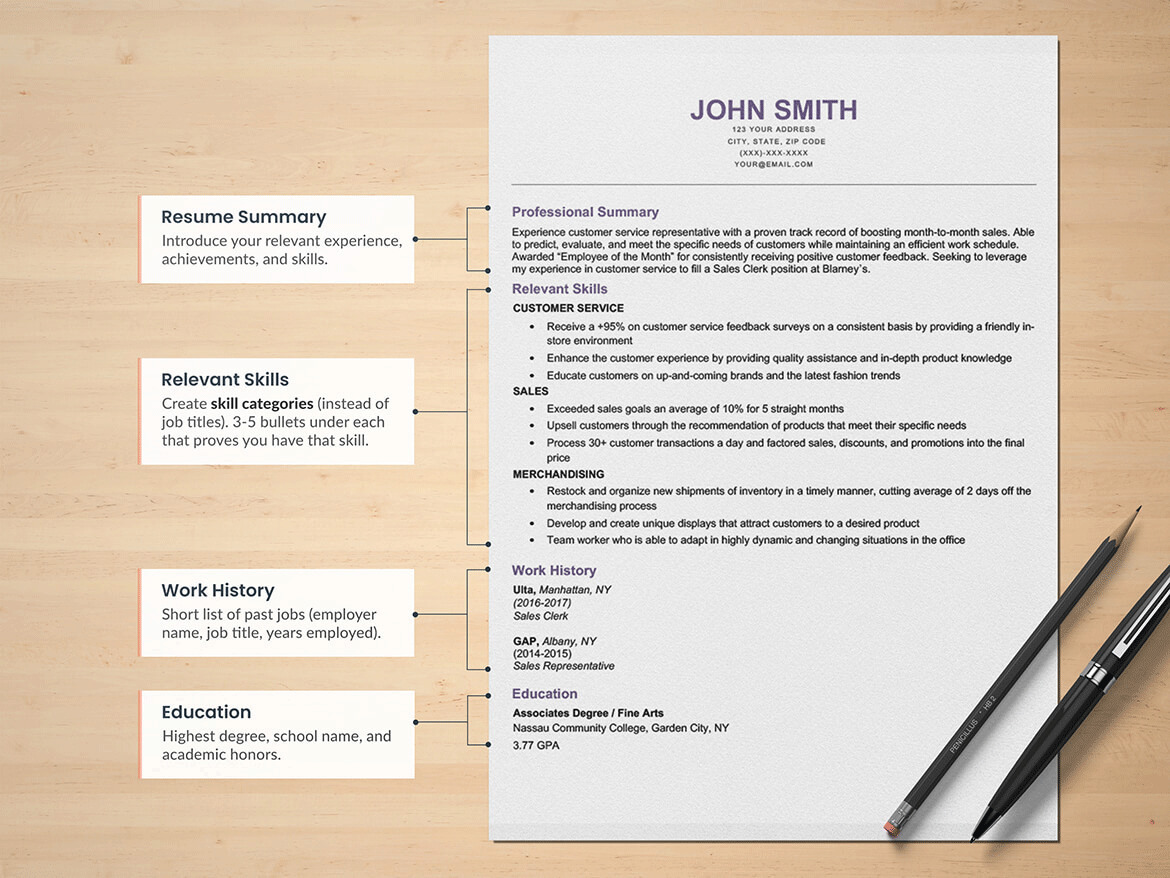 JOHN SMITH
123 YOUR ADDRESS
CITY, STATE, ZIP CODE
(XXX)-XXX-XXXX
YOUR@EMAIL.COM
Resume Summary
Introduce your relevant experience,
achievements, and skills.
Professional Summary
Experience customer service representative with a proven track record of boosting month-to-month sales. Able
to predict, evaluate, and meet the specific needs of customers while maintaining an efficient work schedule.
Awarded “Employee of the Month” for consistently receiving positive customer feedback. Seeking to leverage
my experience in customer service to fill a Sales Clerk position at Blarney’s.
Relevant Skills
Create skill categories (instead of
job titles). 3-5 bullets under each
that proves you have that skill.
Relevant Skills
CUSTOMER SERVICE
• Receive a +95% on customer service feedback surveys on a consistent basis by providing a friendly in-
store environment
• Enhance the customer experience by providing quality assistance and in-depth product knowledge
• Educate customers on up-and-coming brands and the latest fashion trends
SALES
• Exceeded sales goals an average of 10% for 5 straight months
• Upsell customers through the recommendation of products that meet their specific needs
• Process 30+ customer transactions a day and factored sales, discounts, and promotions into the final
price
MERCHANDISING
• Restock and organize new shipments of inventory in a timely manner, cutting average of 2 days off the
merchandising process
• Develop and create unique displays that attract customers to a desired product
• Team worker who is able to adapt in highly dynamic and changing situations in the office
Work History
Short list of past jobs (employer
name, job title, years employed).
Work History
Ulta, Manhattan, NY
(2016-2017)
Sales Clerk
GAP, Albany, NY
(2014-2015)
Sales Representative
Education
Highest degree, school name, and
academic honors.
Education
Associates Degree / Fine Arts
Nassau Community College, Garden City, NY
3.77 GPA
PENICILLUS • HB 2